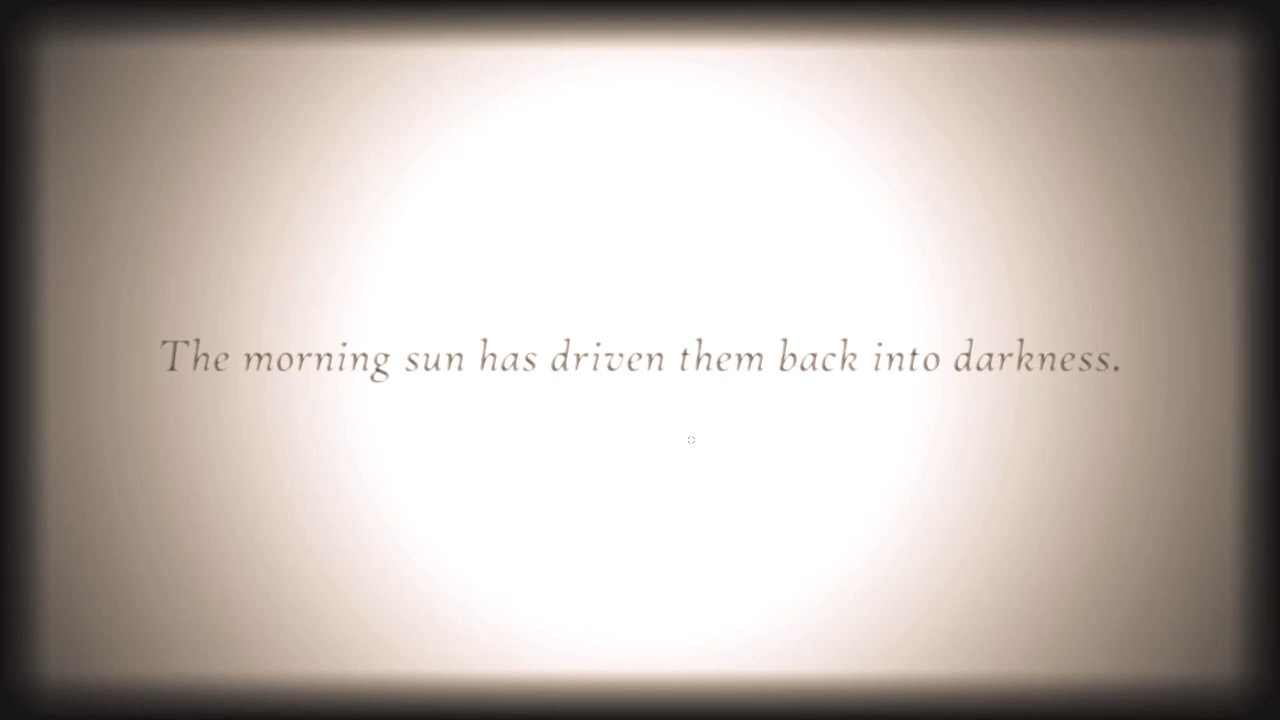 The morning sun has driven them back into darkness.